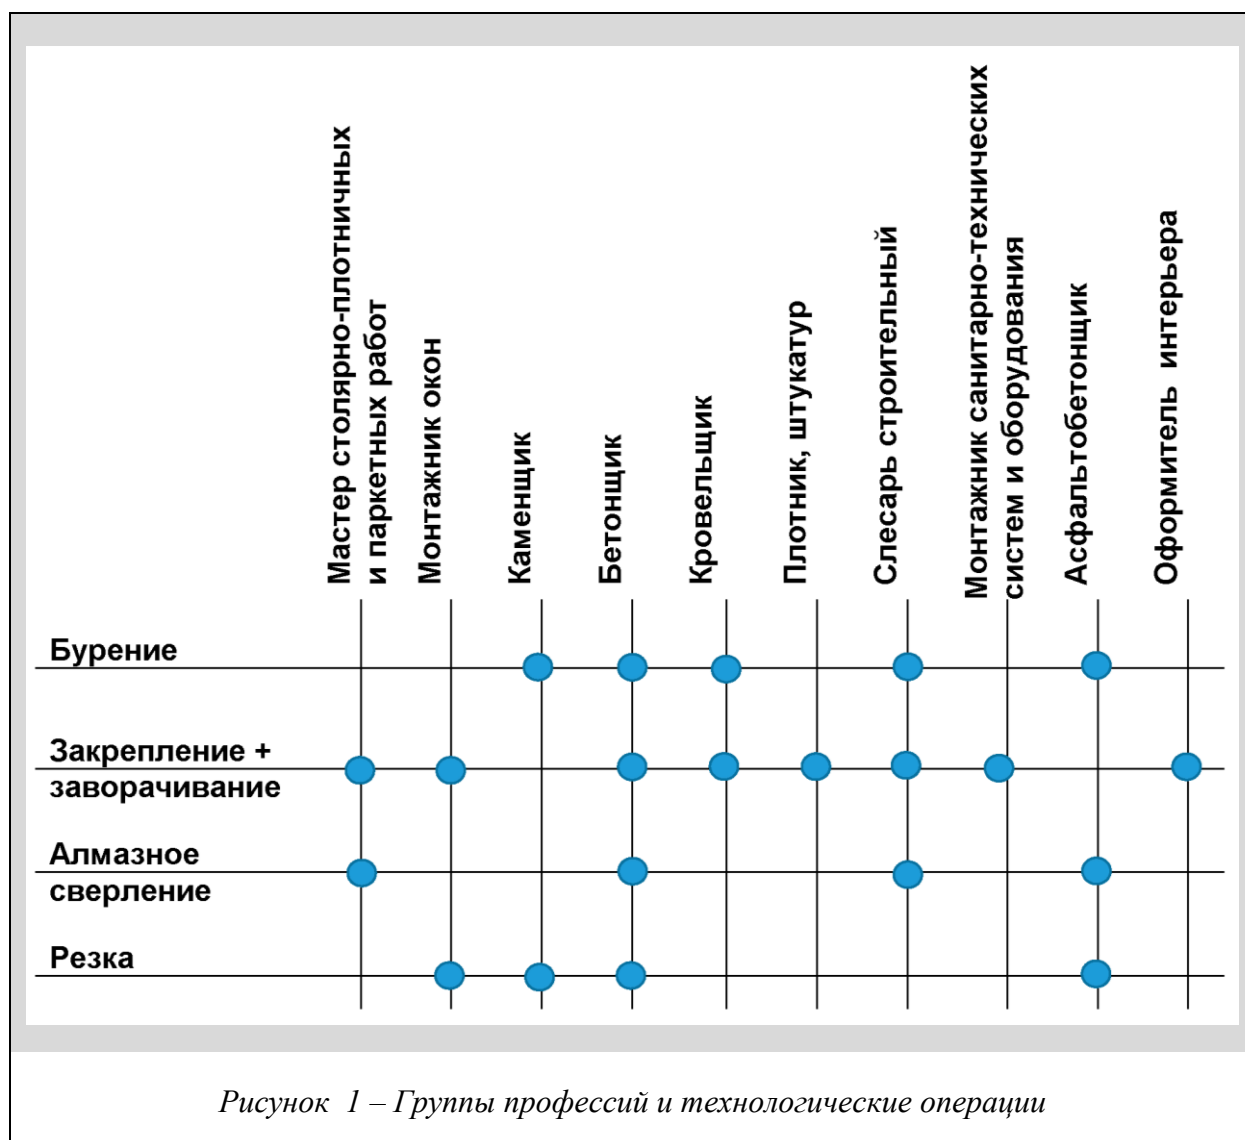 Мастер столярно-плотничных
и паркетных работ
Монтажник окон
Каменщик
Бетонщик
Кровельщик
Плотник, штукатур
Слесарь строительный
Монтажник санитарно-технических
систем и оборудования
Асфальтобетонщик
Оформитель интерьера
Бурение
Закрепление +
заворачивание
Алмазное
сверление
Резка
Рисунок 1 – Группы профессий и технологические операции